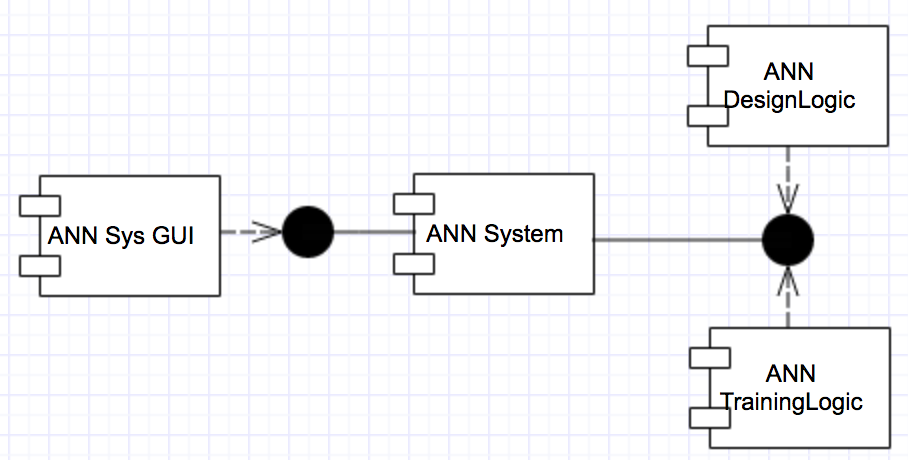 ANN
DesignLogic
ANN Sys GUI
ANN System
ANN
TrainingLogic